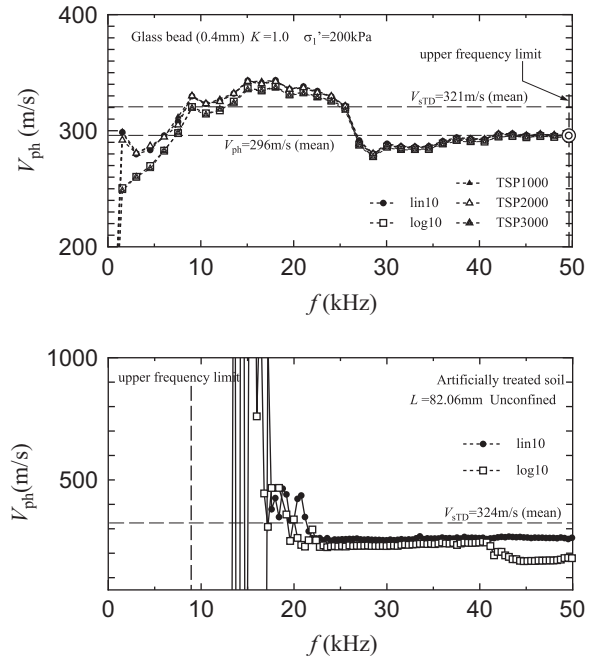 400
Glass bead (0.4mm) K=1.0 σ₁'=200kPa
upper frequency limit
VsTD=321m/s (mean)
300
Vph=296m/s (mean)
Vph (m/s)
TSP1000
lin10 TSP2000
log10 TSP3000
200
0 10 20 30 40 50
f (kHz)
1000
upper frequency limit
Artificially treated soil
L =82.06mm Unconfined
lin10
log10
Vph(m/s)
500
VsTD=324m/s (mean)
0 10 20 30 40 50
f (kHz)